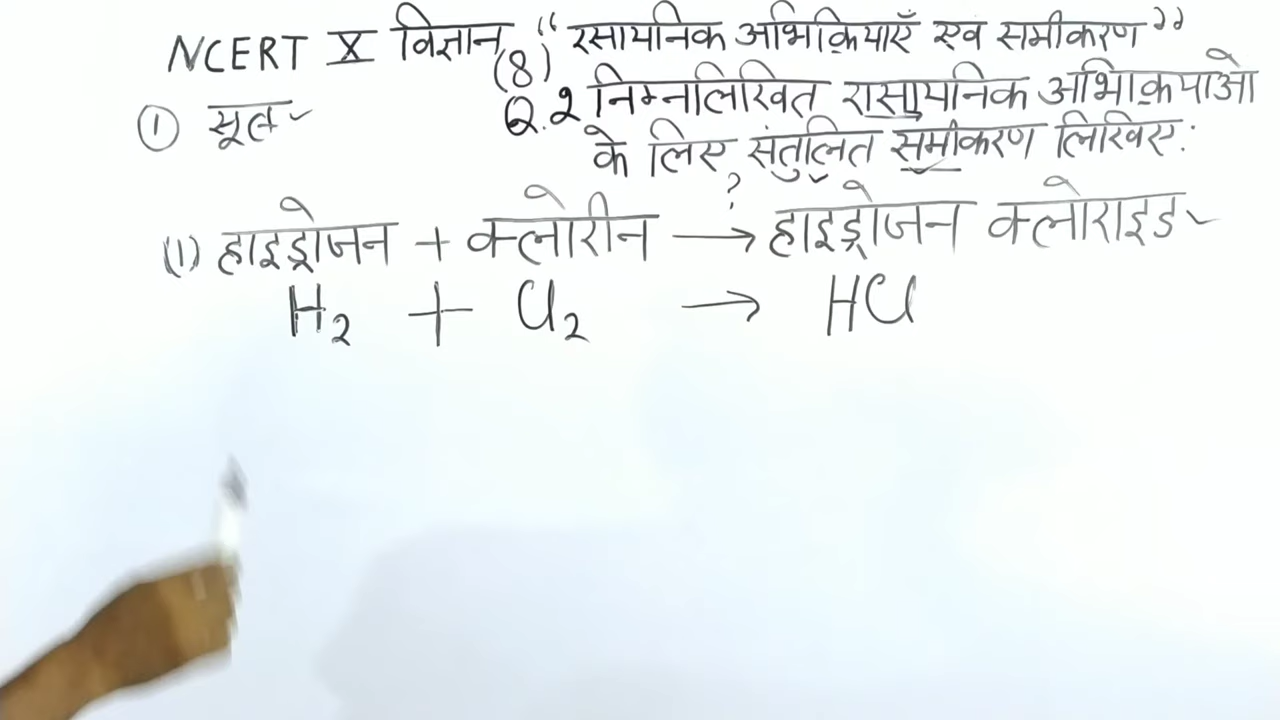 NCERT X विज्ञान "रसायनिक अभिक्रियाएँ एव समीकरण"
(8)
① सूत्र
Q.2 निम्नलिखित रासायनिक अभिक्रयाओ
के लिए संतुलित समीकरण लिखिए:
?
(1) हाइड्रोजन + क्लोरीन → हाइड्रोजन क्लोराइड
H₂ + Cl₂ → HCl